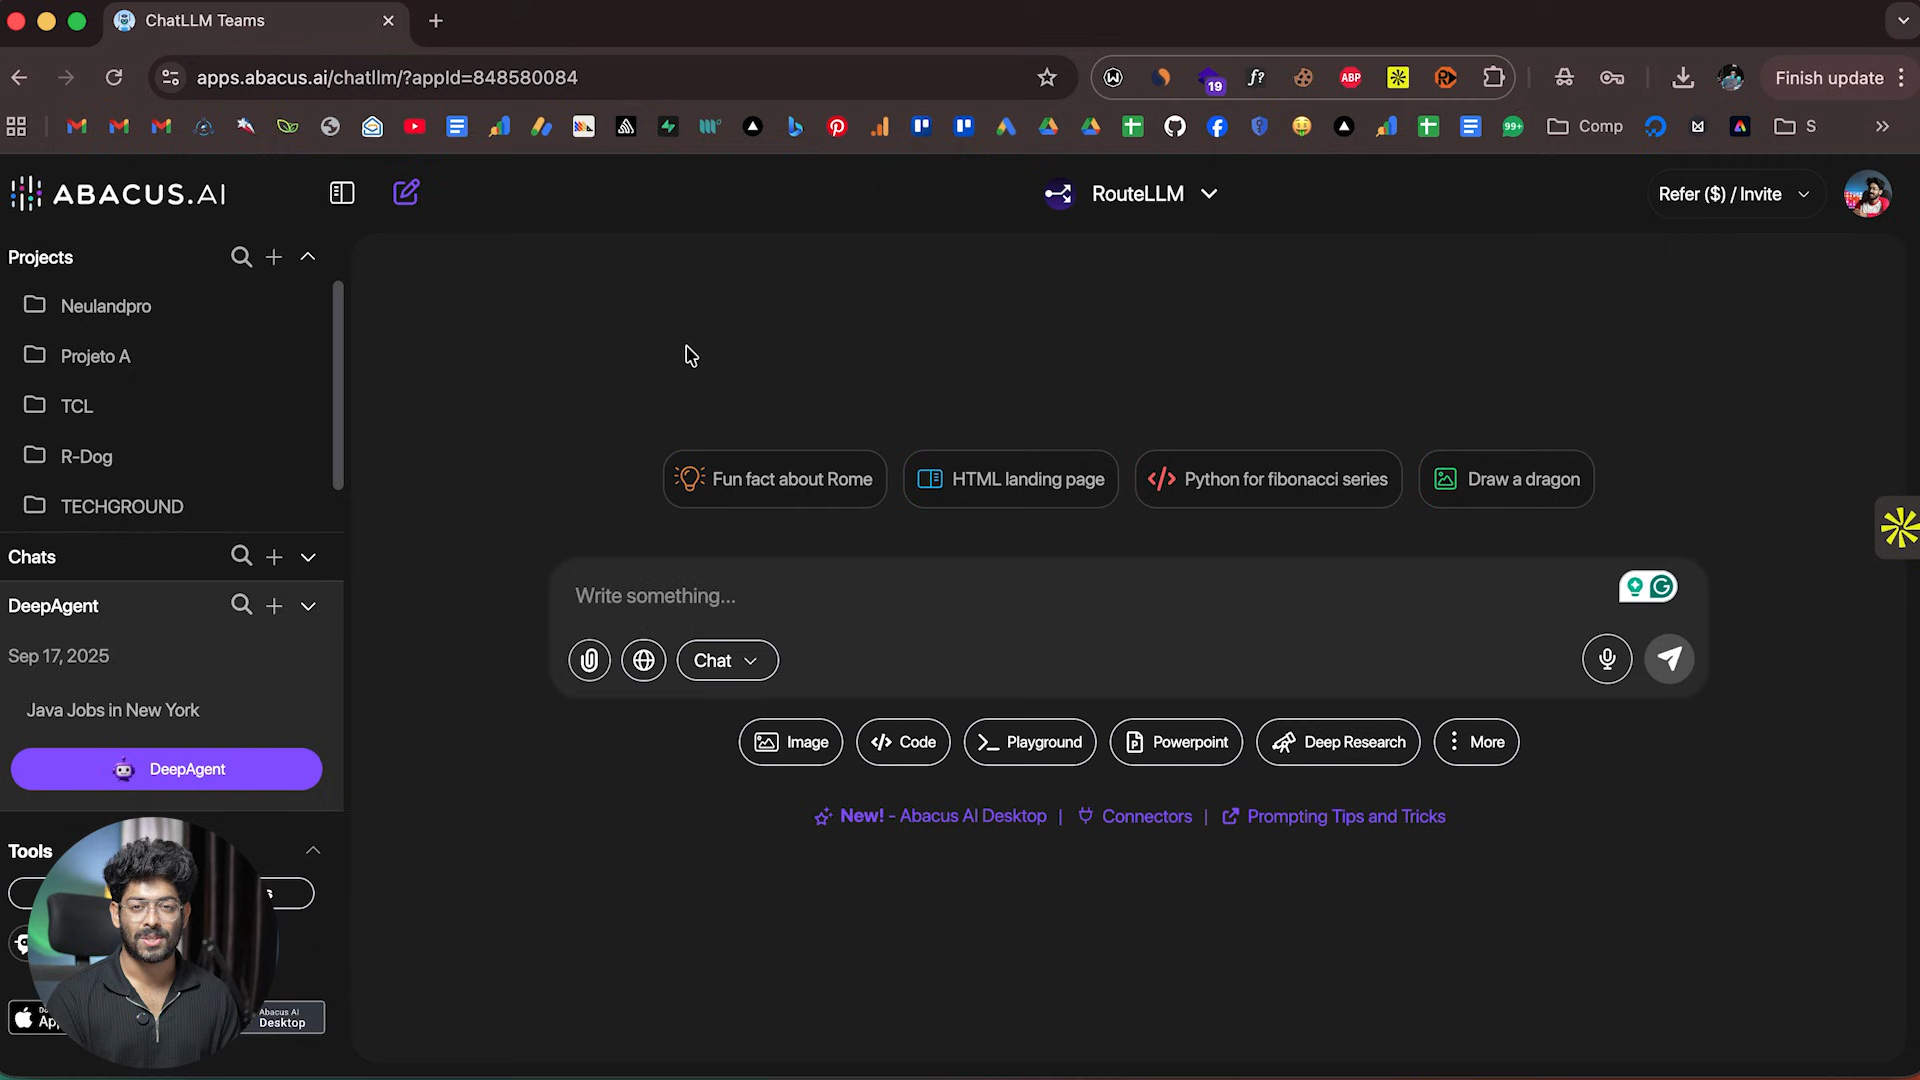 ChatLLM Teams
apps.abacus.ai/chatllm/?appId=848580084
19
f?
ABP
Finish update
99+
Comp
S
ABACUS.AI
RouteLLM
Refer ($) / Invite
Projects
Neulandpro
Projeto A
TCL
R-Dog
TECHGROUND
Chats
DeepAgent
Sep 17, 2025
Java Jobs in New York
DeepAgent
Tools
Abacus AI
Desktop
Fun fact about Rome
HTML landing page
Python for fibonacci series
Draw a dragon
Write something...
Chat
Image
Code
Playground
Powerpoint
Deep Research
More
New! - Abacus AI Desktop | Connectors | Prompting Tips and Tricks